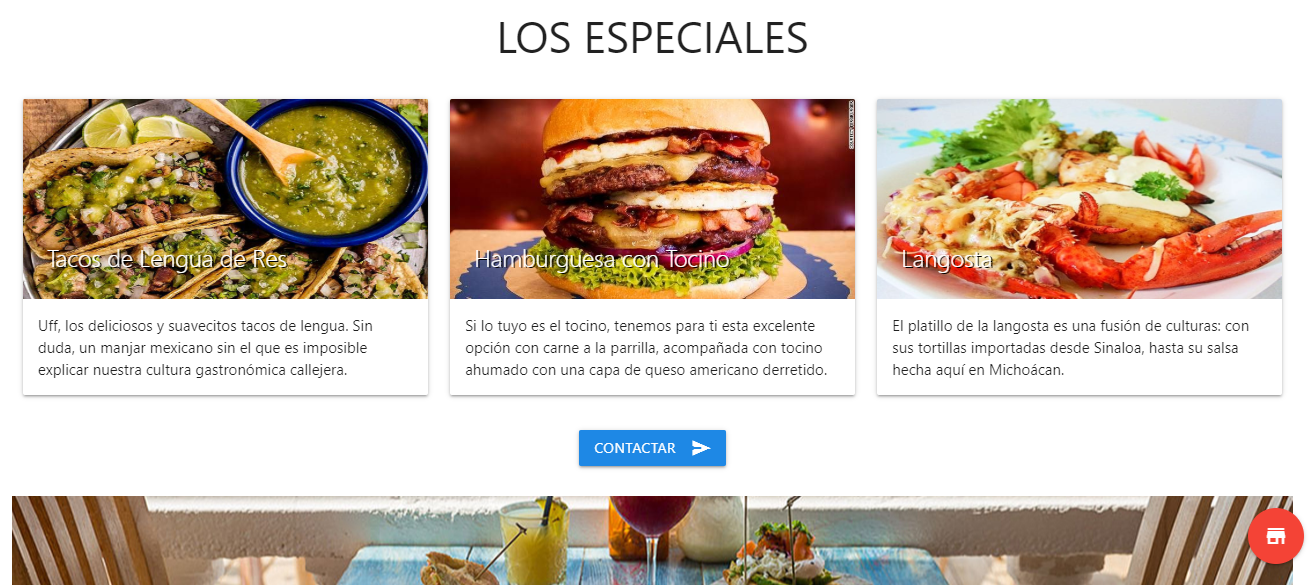 LOS ESPECIALES
Tacos de Lengua de Res
Uff, los deliciosos y suavecitos tacos de lengua. Sin
duda, un manjar mexicano sin el que es imposible
explicar nuestra cultura gastronómica callejera.
Hamburguesa con Tocino
Si lo tuyo es el tocino, tenemos para ti esta excelente
opción con carne a la parrilla, acompañada con tocino
ahumado con una capa de queso americano derretido.
Langosta
El platillo de la langosta es una fusión de culturas: con
sus tortillas importadas desde Sinaloa, hasta su salsa
hecha aquí en Michoácan.
CONTACTAR